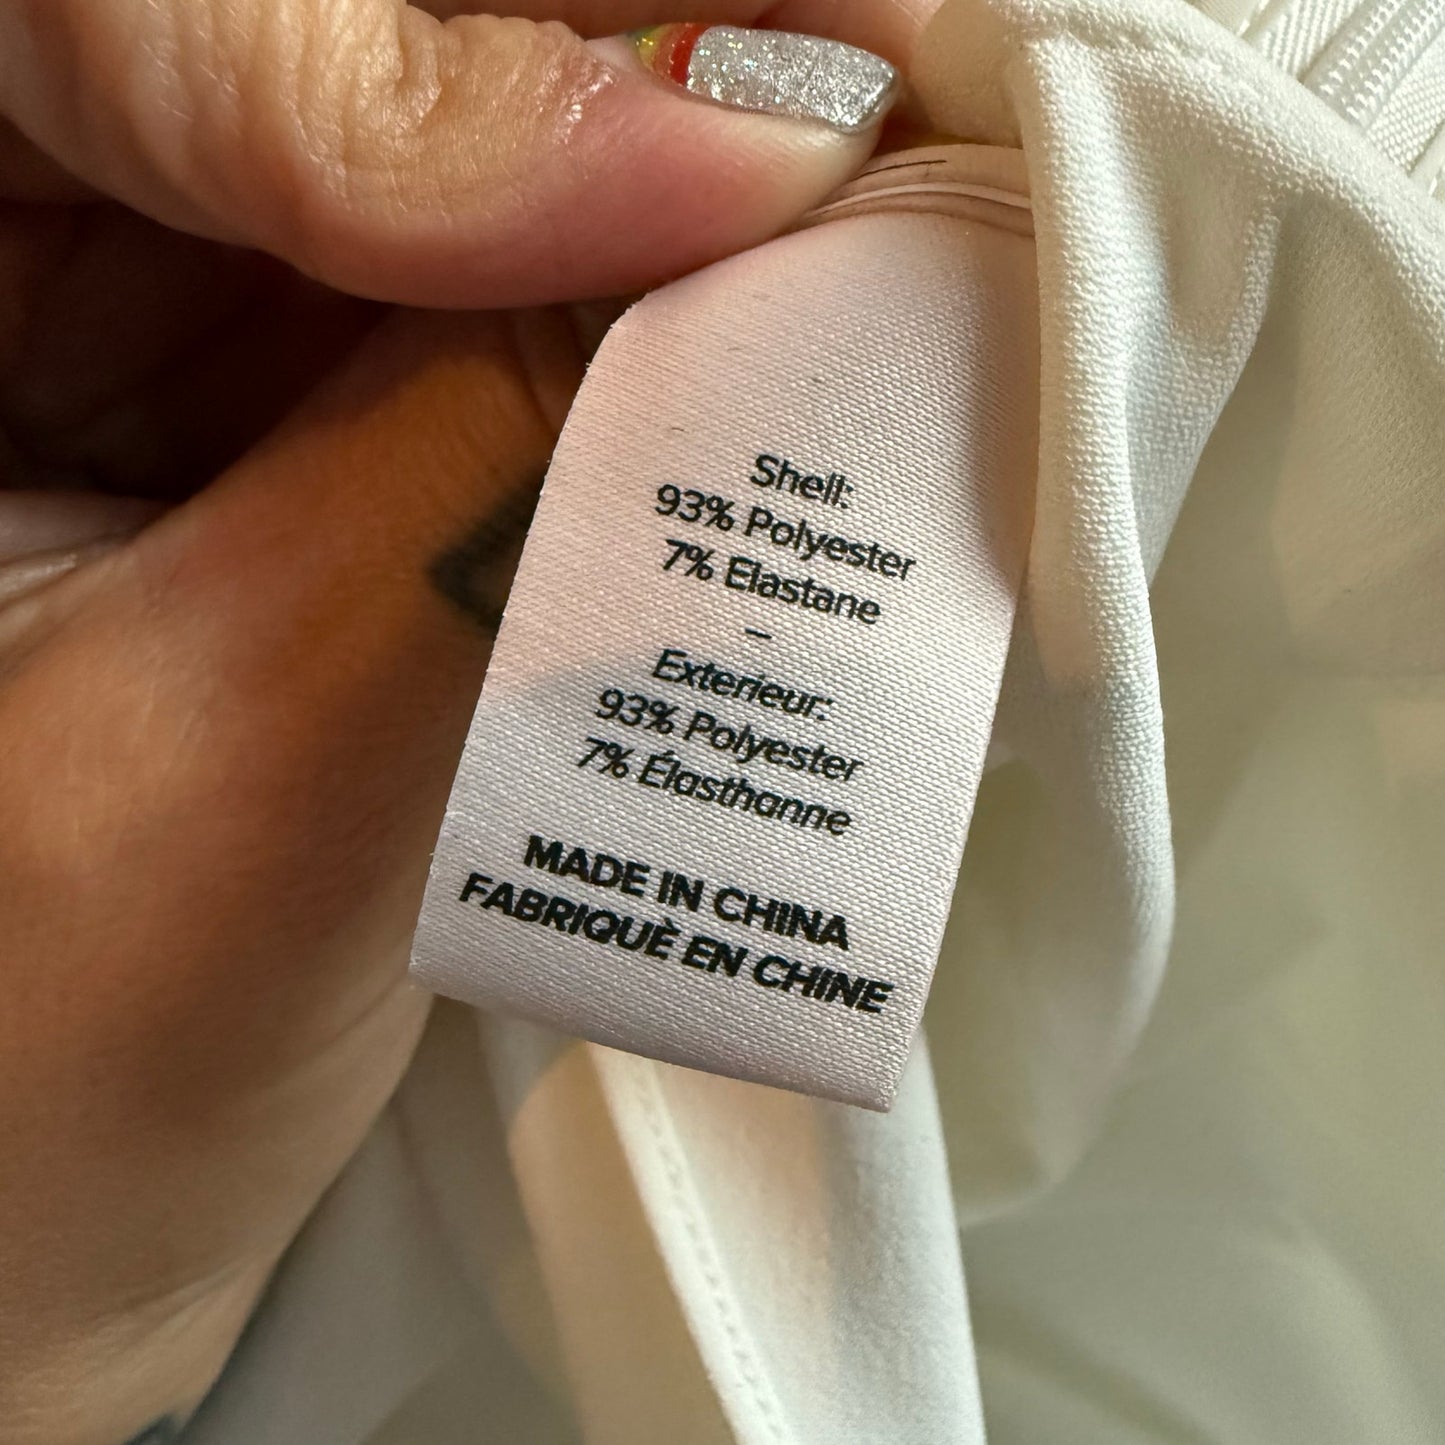 Shell:
93% Polyester
7% Elastane
–
Exterieur:
93% Polyester
7% Élasthanne
MADE IN CHINA
FABRIQUÈ EN CHINE